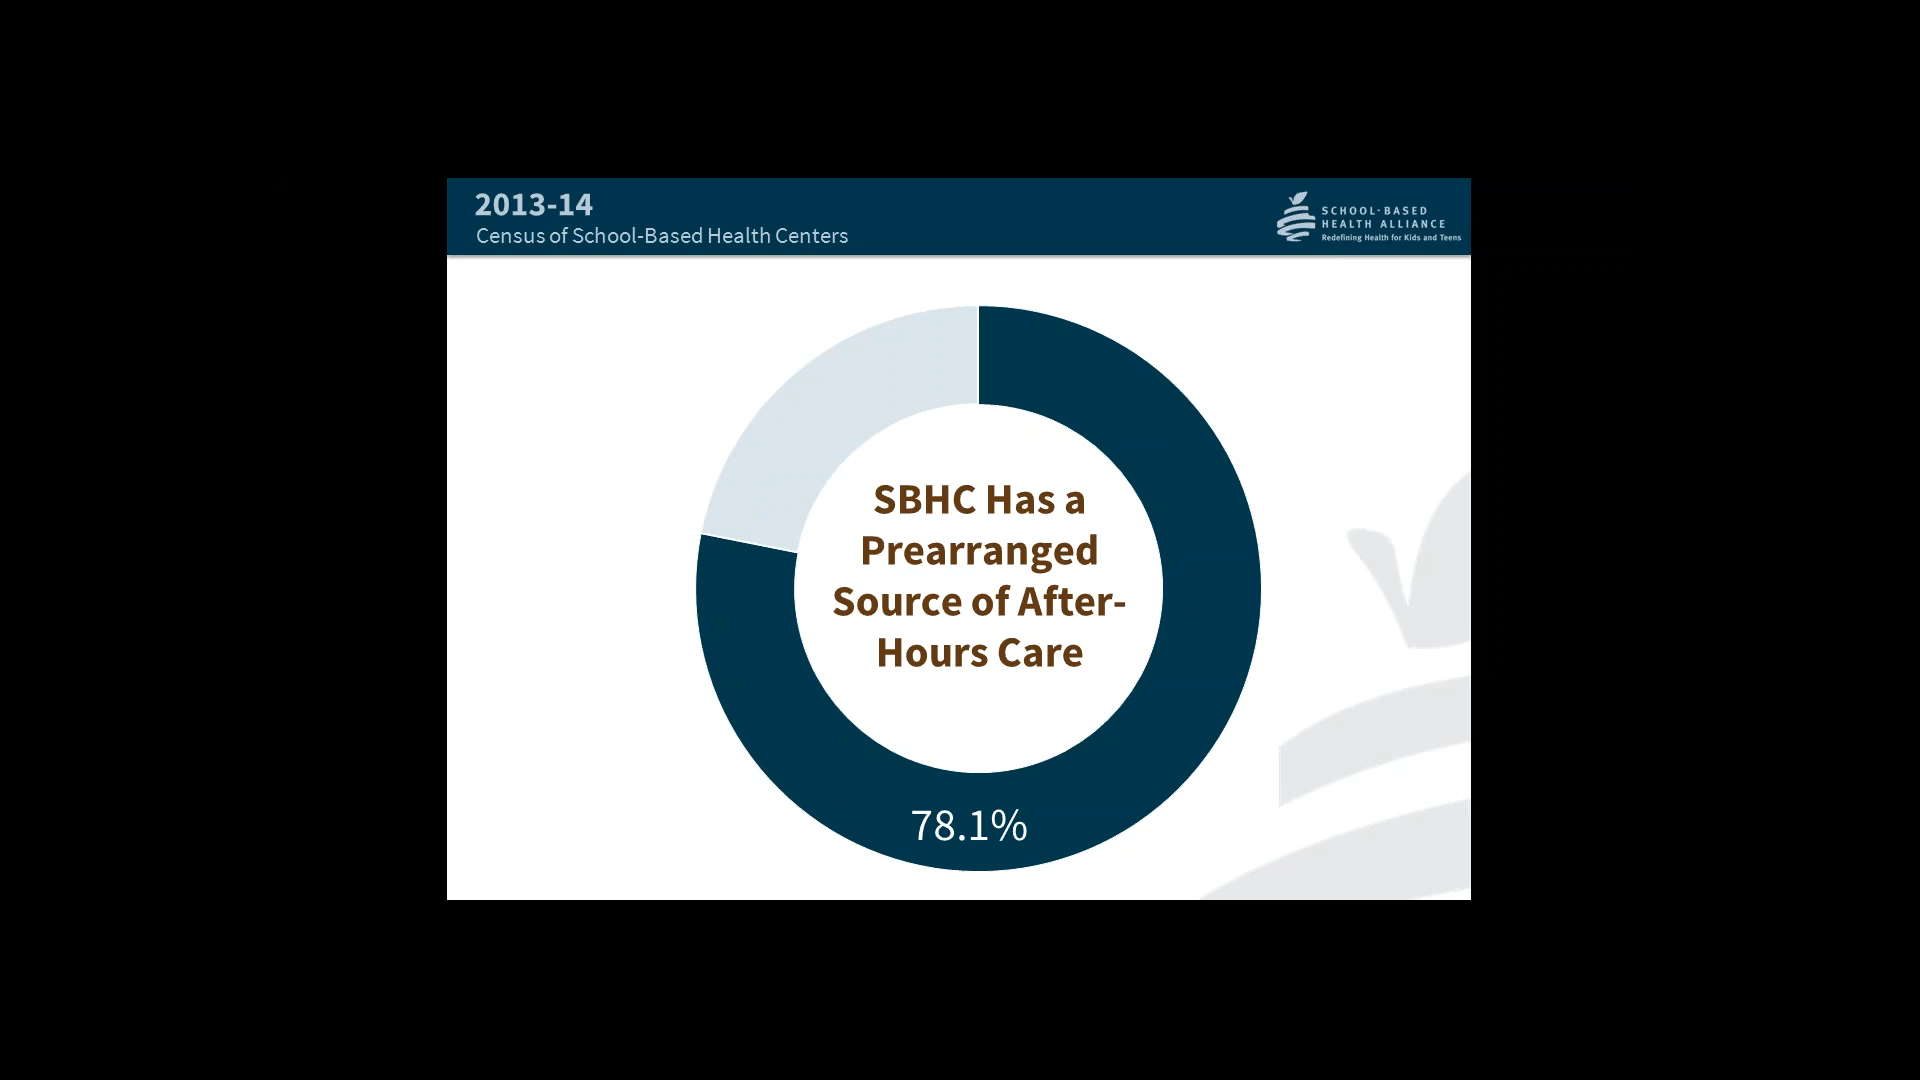 2013-14
Census of School-Based Health Centers
SCHOOL-BASED
HEALTH ALLIANCE
Redefining Health for Kids and Teens
SBHC Has a
Prearranged
Source of After-
Hours Care
78.1%